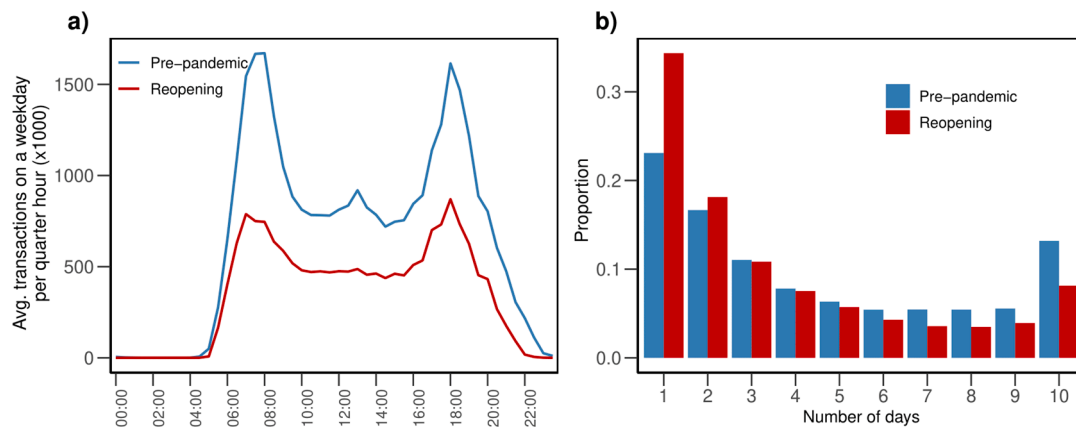 a)
Avg. transactions on a weekday
per quarter hour (x1000)
1500
1000
500
0
Pre−pandemic
Reopening
00:00
02:00
04:00
06:00
08:00
10:00
12:00
14:00
16:00
18:00
20:00
22:00
b)
Proportion
0.3
0.2
0.1
0.0
Pre−pandemic
Reopening
1 2 3 4 5 6 7 8 9 10
Number of days